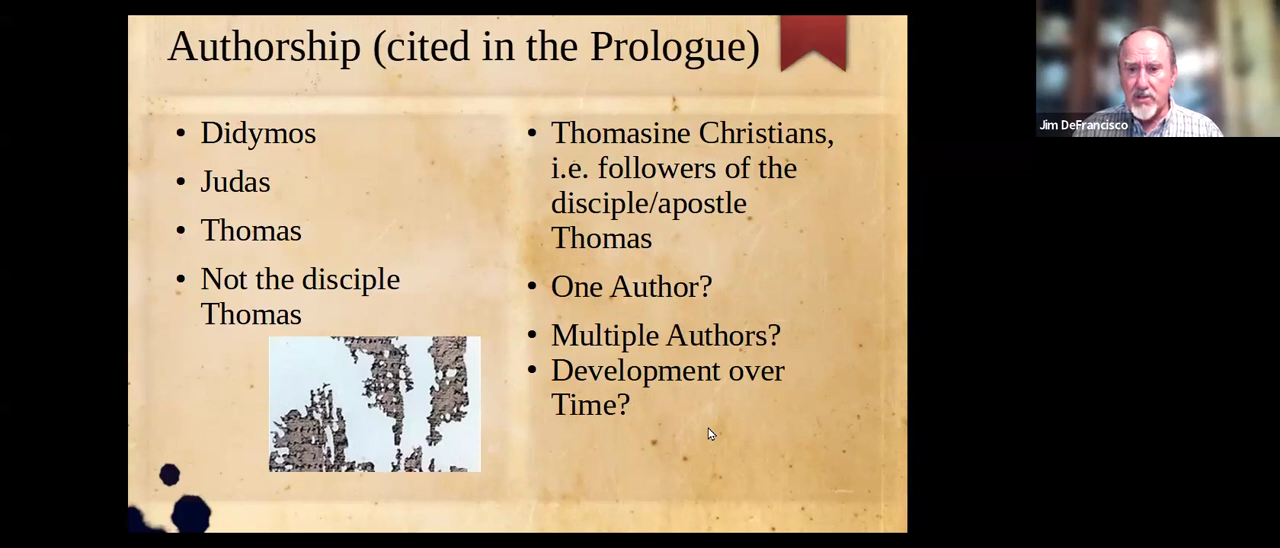 Authorship (cited in the Prologue)
• Didymos
• Judas
• Thomas
• Not the disciple
Thomas
• Thomasine Christians,
i.e. followers of the
disciple/apostle
Thomas
• One Author?
• Multiple Authors?
• Development over
Time?
Jim DeFrancisco